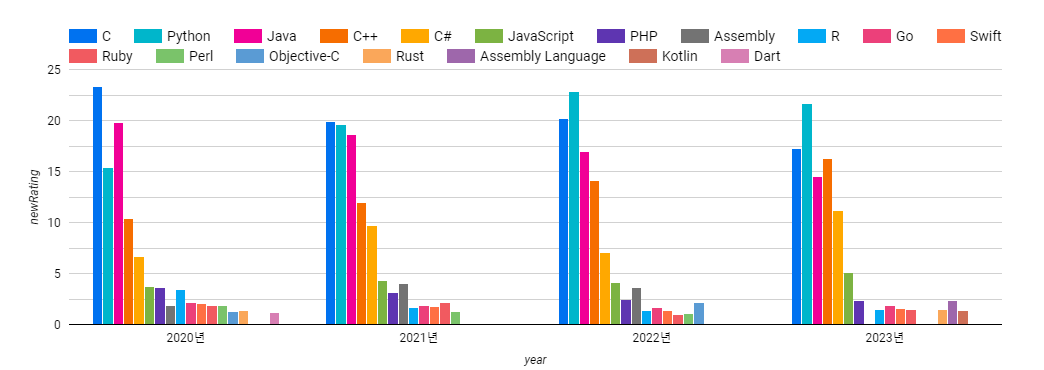 C Python Java C++ C# JavaScript PHP Assembly R Go Swift
Ruby Perl Objective-C Rust Assembly Language Kotlin Dart
25
20
15
10
5
0
newRating
2020년 2021년 2022년 2023년
year